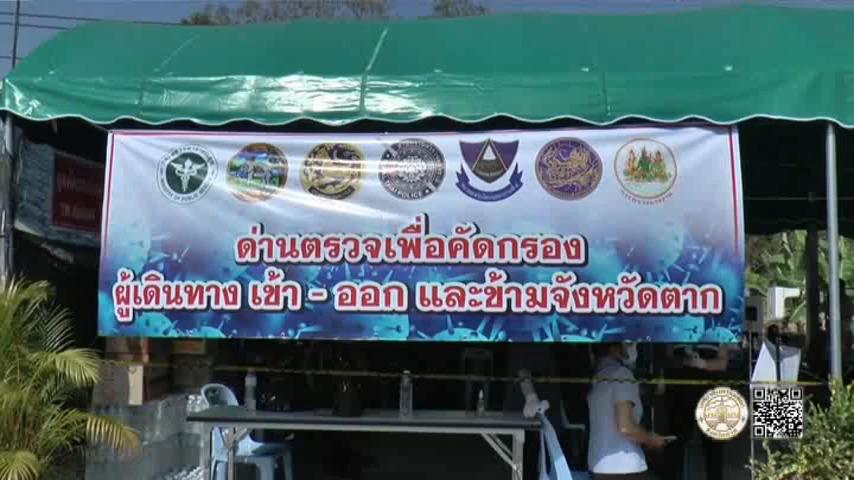 ด่านตรวจเพื่อคัดกรอง
ผู้เดินทาง เข้า - ออก และข้ามจังหวัดตาก